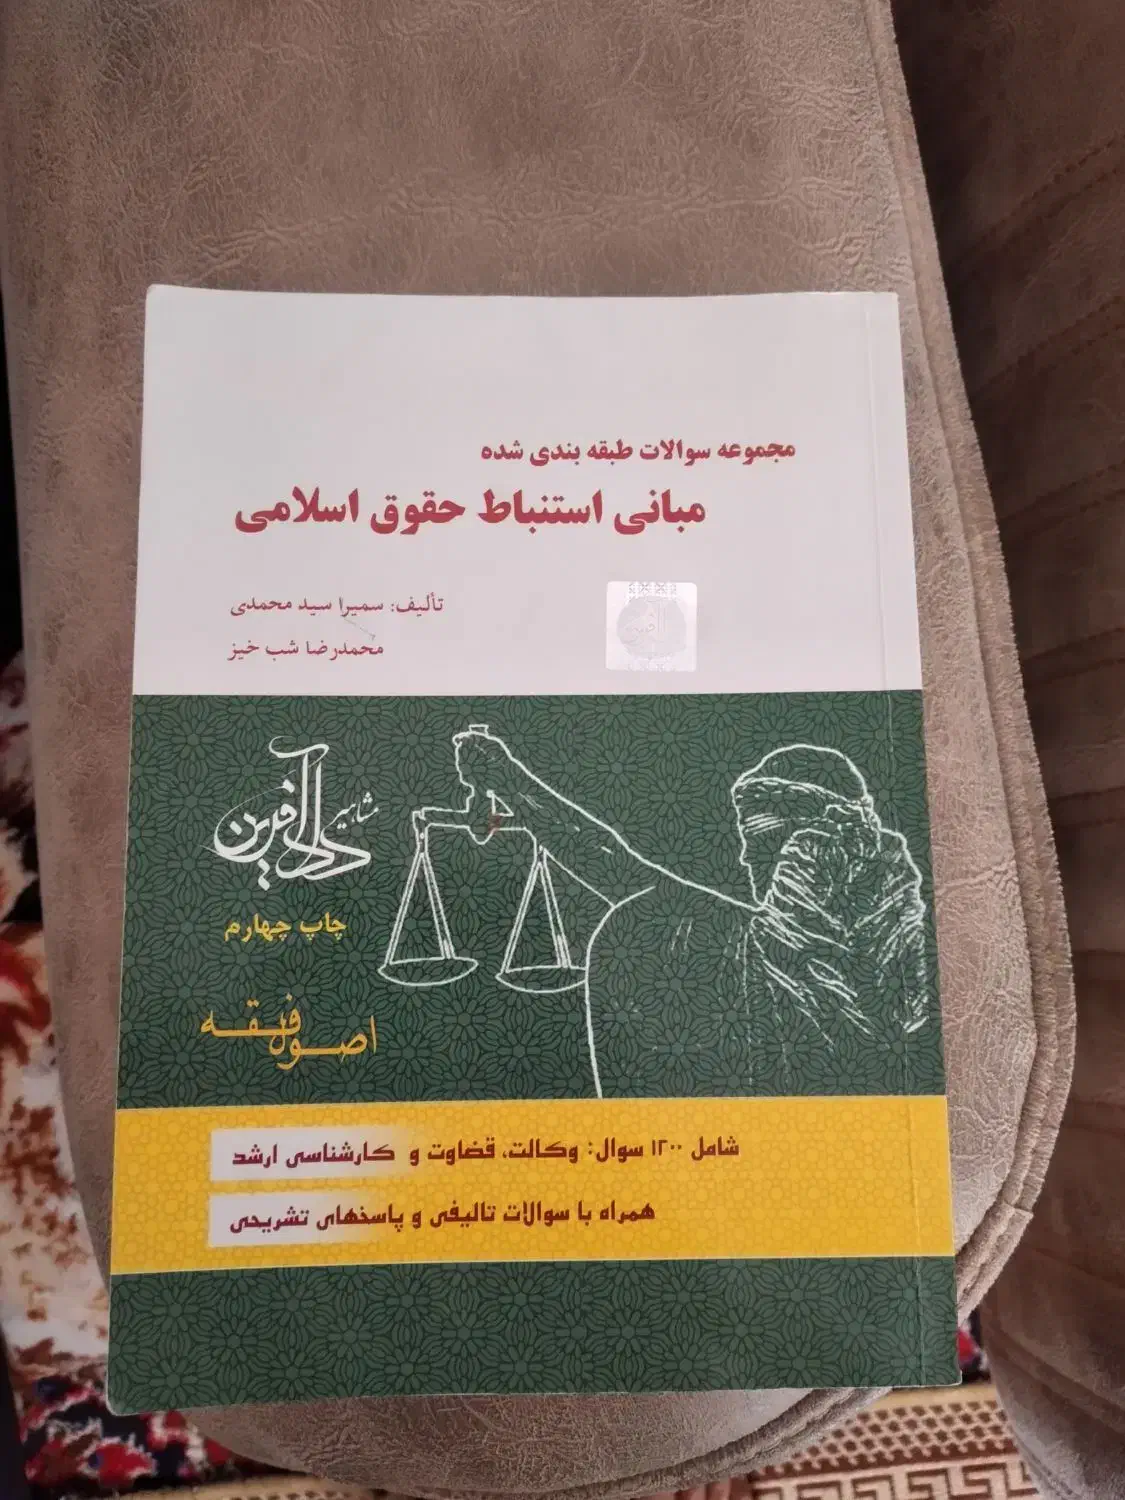 مجموعه سوالات طبقه بندی شده
مبانی استنباط حقوق اسلامی
تألیف: سمیرا سید محمدی
محمدرضا شب خیز
مشاهیر دادآفرین
چاپ چهارم
اصول فقه
شامل ۱۲۰۰ سوال: وکالت، قضاوت و کارشناسی ارشد
همراه با سوالات تالیفی و پاسخهای تشریحی